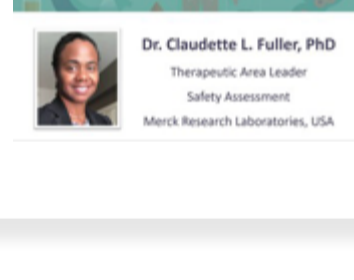 Dr. Claudette L. Fuller, PhD
Therapeutic Area Leader
Safety Assessment
Merck Research Laboratories, USA